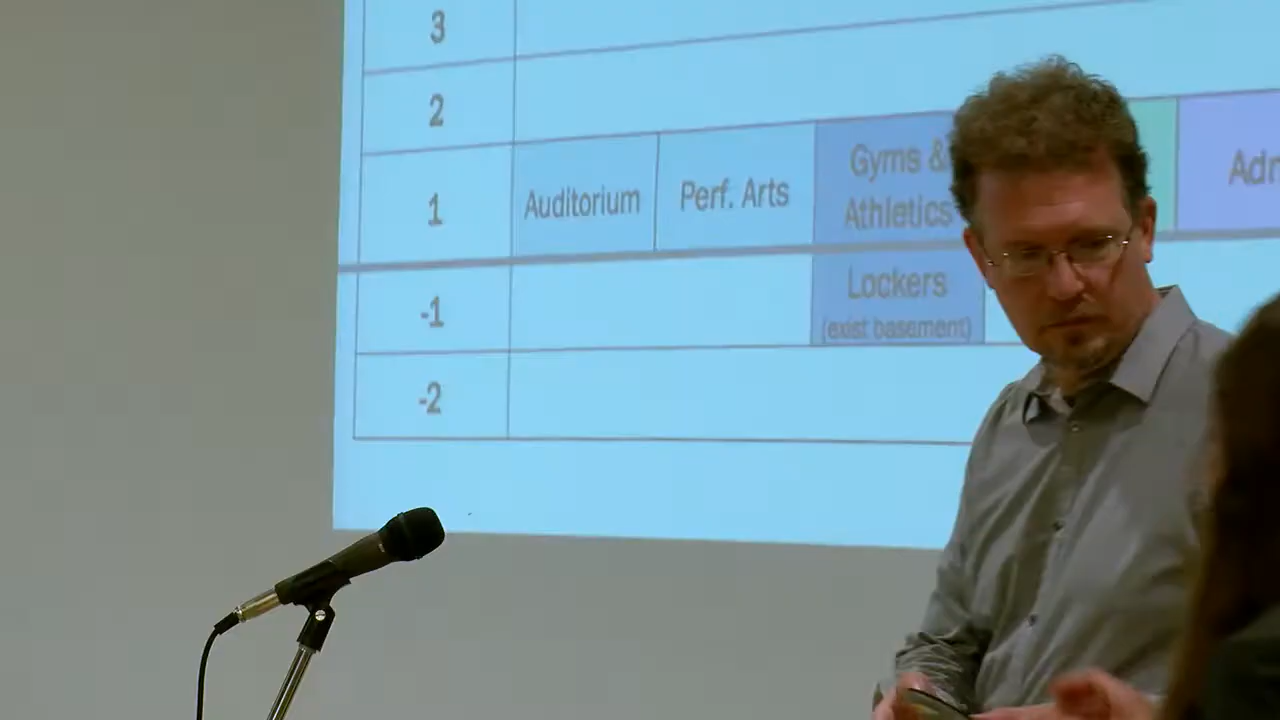 3
2
1
Auditorium
Perf. Arts
Gyms &
Athletics
-1
Lockers
(exist basement)
-2